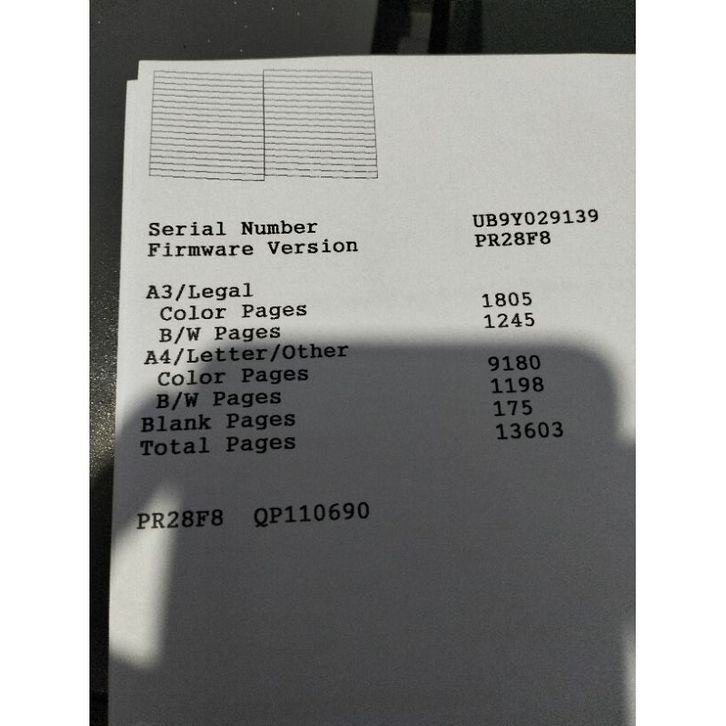 Serial Number UB9Y029139
Firmware Version PR28F8
A3/Legal
Color Pages 1805
B/W Pages 1245
A4/Letter/Other
Color Pages 9180
B/W Pages 1198
Blank Pages 175
Total Pages 13603
PR28F8 QP110690